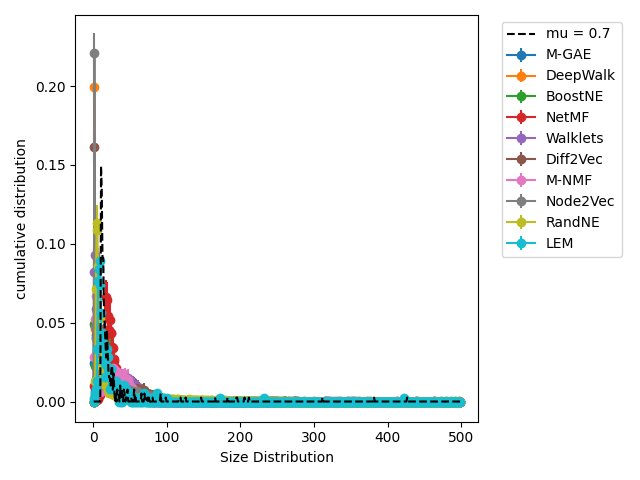 mu = 0.7
M-GAE
DeepWalk
BoostNE
NetMF
Walklets
Diff2Vec
M-NMF
Node2Vec
RandNE
LEM
cumulative distribution
0.20
0.15
0.10
0.05
0.00
0 100 200 300 400 500
Size Distribution